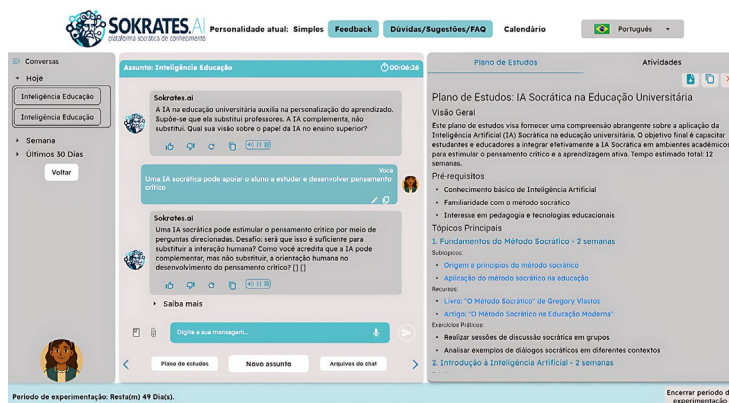 SOKRATES.AI
plataforma socrática de conhecimento
Personalidade atual: Simples
Feedback
Dúvidas/Sugestões/FAQ
Calendário
Português
Conversas
Hoje
Inteligência Educação
Inteligência Educação
Semana
Últimos 30 Dias
Voltar
Assunto: Inteligência Educação
00:06:26
Sokrates.ai
A IA na educação universitária auxilia na personalização do aprendizado.
Supõe-se que ela substitui professores. A IA complementa, não
substitui. Qual sua visão sobre o papel da IA no ensino superior?
Você
Uma IA socrática pode apoiar o aluno a estudar e desenvolver pensamento
crítico
Sokrates.ai
Uma IA socrática pode estimular o pensamento crítico por meio de
perguntas direcionadas. Desafio: será que isso é suficiente para
substituir a interação humana? Como você acredita que a IA pode
complementar, mas não substituir, a orientação humana no
desenvolvimento do pensamento crítico? [] []
Saiba mais
Digite a sua mensagem...
Plano de estudos
Novo assunto
Arquivos do chat
Plano de Estudos
Atividades
Plano de Estudos: IA Socrática na Educação Universitária
Visão Geral
Este plano de estudos visa fornecer uma compreensão abrangente sobre a aplicação da
Inteligência Artificial (IA) Socrática na educação universitária. O objetivo final é capacitar
estudantes e educadores a integrar efetivamente a IA Socrática em ambientes acadêmicos
para estimular o pensamento crítico e a aprendizagem ativa. Tempo estimado total: 12
semanas.
Pré-requisitos
• Conhecimento básico de Inteligência Artificial
• Familiaridade com o método socrático
• Interesse em pedagogia e tecnologias educacionais
Tópicos Principais
1. Fundamentos do Método Socrático - 2 semanas
Subtópicos:
• Origem e princípios do método socrático
• Aplicação do método socrático na educação
Recursos:
• Livro: "O Método Socrático" de Gregory Vlastos
• Artigo: "O Método Socrático na Educação Moderna"
Exercícios Práticos:
• Realizar sessões de discussão socrática em grupos
• Analisar exemplos de diálogos socráticos em diferentes contextos
2. Introdução à Inteligência Artificial - 2 semanas
Período de experimentação: Resta(m) 49 Dia(s).
Encerrar período d
experimentação